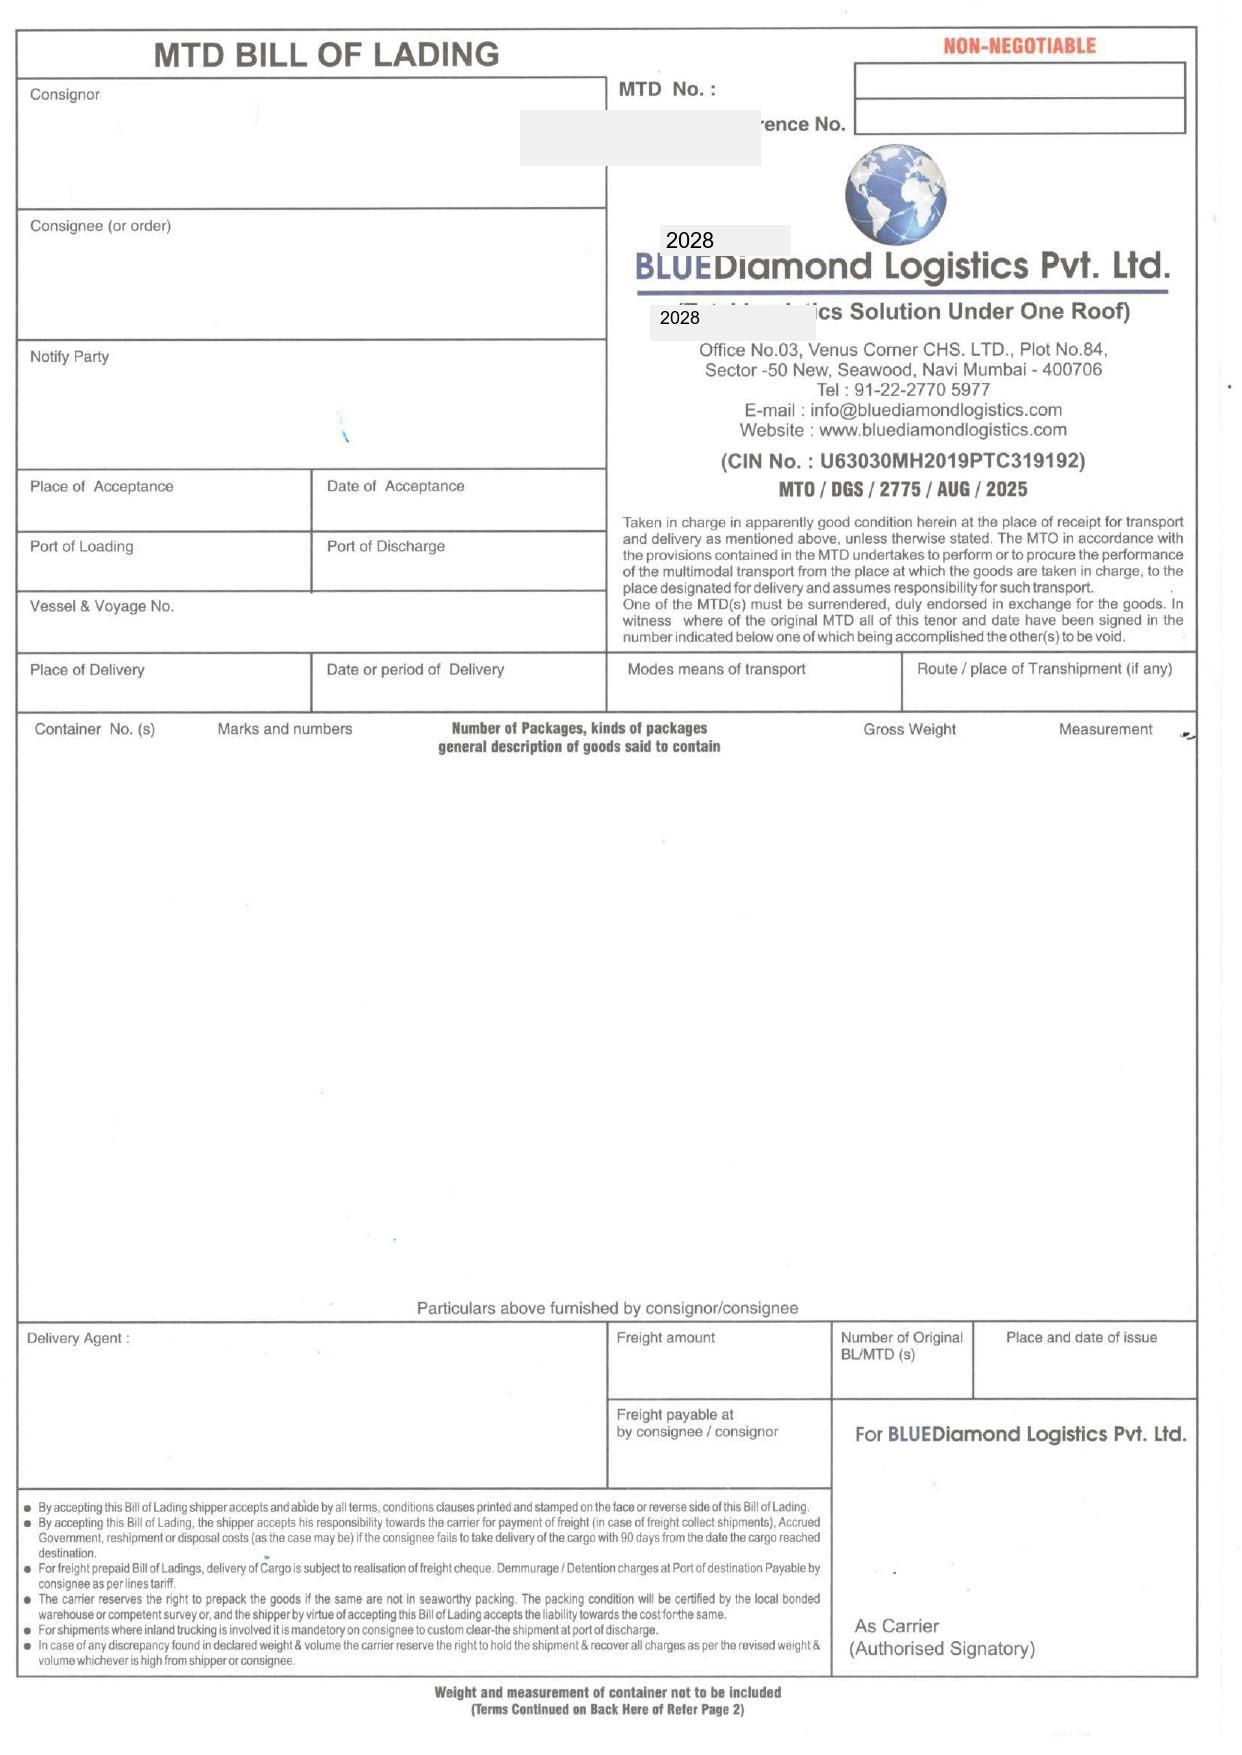 MTD BILL OF LADING
NON-NEGOTIABLE
Consignor
MTD No. :
rence No.
Consignee (or order)
2028
BLUEDiamond Logistics Pvt. Ltd.
2028
ics Solution Under One Roof)
Notify Party
Office No.03, Venus Corner CHS. LTD., Plot No.84,
Sector -50 New, Seawood, Navi Mumbai - 400706
Tel : 91-22-2770 5977
E-mail : info@bluediamondlogistics.com
Website : www.bluediamondlogistics.com
(CIN No. : U63030MH2019PTC319192)
MTO / DGS / 2775 / AUG / 2025
Place of Acceptance
Date of Acceptance
Port of Loading
Port of Discharge
Vessel & Voyage No.
Taken in charge in apparently good condition herein at the place of receipt for transport
and delivery as mentioned above, unless therwise stated. The MTO in accordance with
the provisions contained in the MTD undertakes to perform or to procure the performance
of the multimodal transport from the place at which the goods are taken in charge, to the
place designated for delivery and assumes responsibility for such transport.
One of the MTD(s) must be surrendered, duly endorsed in exchange for the goods. In
witness where of the original MTD all of this tenor and date have been signed in the
number indicated below one of which being accomplished the other(s) to be void.
Place of Delivery
Date or period of Delivery
Modes means of transport
Route / place of Transhipment (if any)
Container No. (s)
Marks and numbers
Number of Packages, kinds of packages
general description of goods said to contain
Gross Weight
Measurement
Particulars above furnished by consignor/consignee
Delivery Agent :
Freight amount
Number of Original
BL/MTD (s)
Place and date of issue
Freight payable at
by consignee / consignor
For BLUEDiamond Logistics Pvt. Ltd.
• By accepting this Bill of Lading shipper accepts and abide by all terms, conditions clauses printed and stamped on the face or reverse side of this Bill of Lading.
• By accepting this Bill of Lading, the shipper accepts his responsibility towards the carrier for payment of freight (in case of freight collect shipments), Accrued
Government, reshipment or disposal costs (as the case may be) if the consignee fails to take delivery of the cargo with 90 days from the date the cargo reached
destination.
• For freight prepaid Bill of Ladings, delivery of Cargo is subject to realisation of freight cheque. Demmurage / Detention charges at Port of destination Payable by
consignee as per lines tariff.
• The carrier reserves the right to prepack the goods if the same are not in seaworthy packing. The packing condition will be certified by the local bonded
warehouse or competent survey or, and the shipper by virtue of accepting this Bill of Lading accepts the liability towards the cost forthe same.
• For shipments where inland trucking is involved it is mandetory on consignee to custom clear-the shipment at port of discharge.
• In case of any discrepancy found in declared weight & volume the carrier reserve the right to hold the shipment & recover all charges as per the revised weight &
volume whichever is high from shipper or consignee.
As Carrier
(Authorised Signatory)
Weight and measurement of container not to be included
(Terms Continued on Back Here of Refer Page 2)